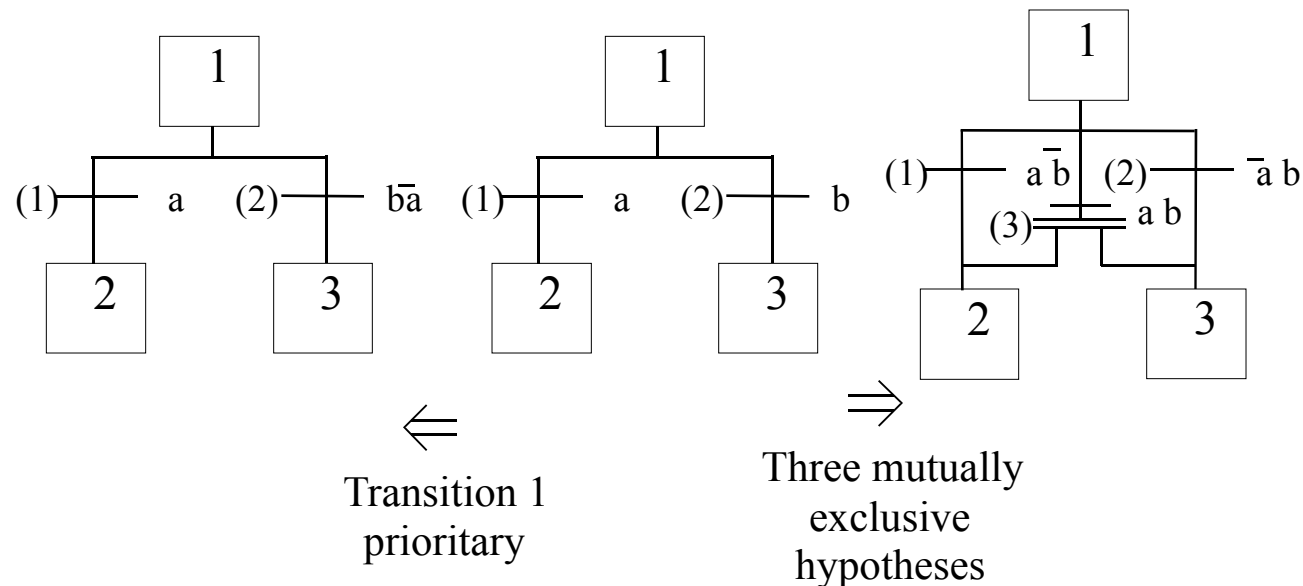 1
1
1
(1) a (2) bā
(1) a (2) b
(1) a b̅ (2) a̅ b
(3) a b
2 3
2 3
2 3
⇐
Transition 1
prioritary
⇒
Three mutually
exclusive
hypotheses